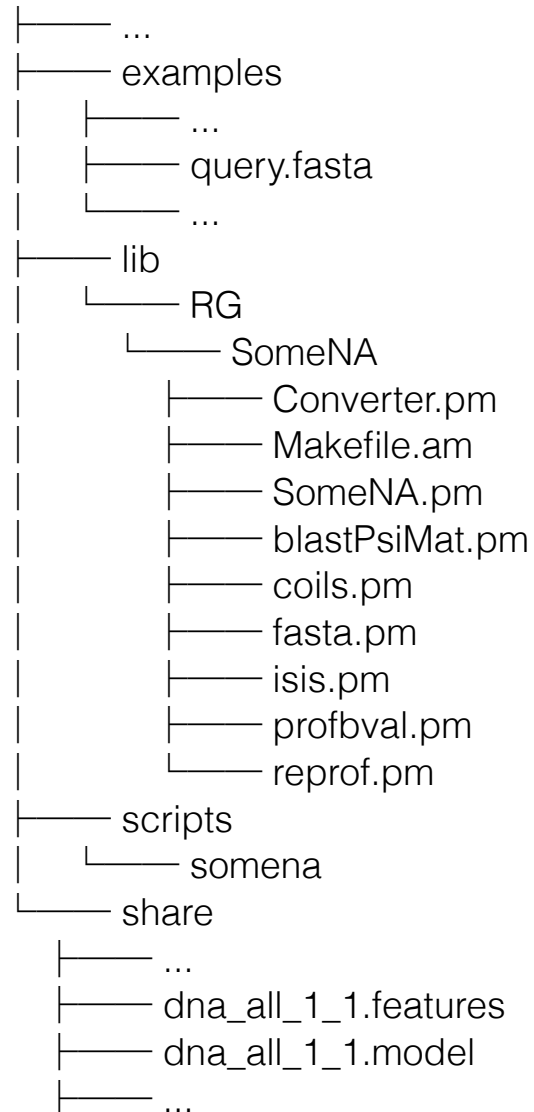 ...
examples
...
query.fasta
...
lib
RG
SomeNA
Converter.pm
Makefile.am
SomeNA.pm
blastPsiMat.pm
coils.pm
fasta.pm
isis.pm
profbval.pm
reprof.pm
scripts
somena
share
...
dna_all_1_1.features
dna_all_1_1.model
...